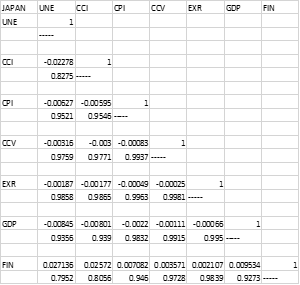 JAPAN UNE CCI CPI CCV EXR GDP FIN
UNE 1
-----
CCI -0.02278 1
0.8275 -----
CPI -0.00627 -0.00595 1
0.9521 0.9546 -----
CCV -0.00316 -0.003 -0.00083 1
0.9759 0.9771 0.9937 -----
EXR -0.00187 -0.00177 -0.00049 -0.00025 1
0.9858 0.9865 0.9963 0.9981 -----
GDP -0.00845 -0.00801 -0.0022 -0.00111 -0.00066 1
0.9356 0.939 0.9832 0.9915 0.995 -----
FIN 0.027136 0.02572 0.007082 0.003571 0.002107 0.009534 1
0.7952 0.8056 0.946 0.9728 0.9839 0.9273 -----